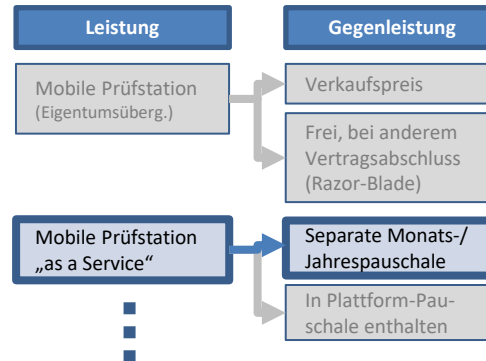 Leistung
Gegenleistung
Mobile Prüfstation
(Eigentumsüberg.)
Verkaufspreis
Frei, bei anderem
Vertragsabschluss
(Razor-Blade)
Mobile Prüfstation
„as a Service“
Separate Monats-/
Jahrespauschale
In Plattform-Pau-
schale enthalten